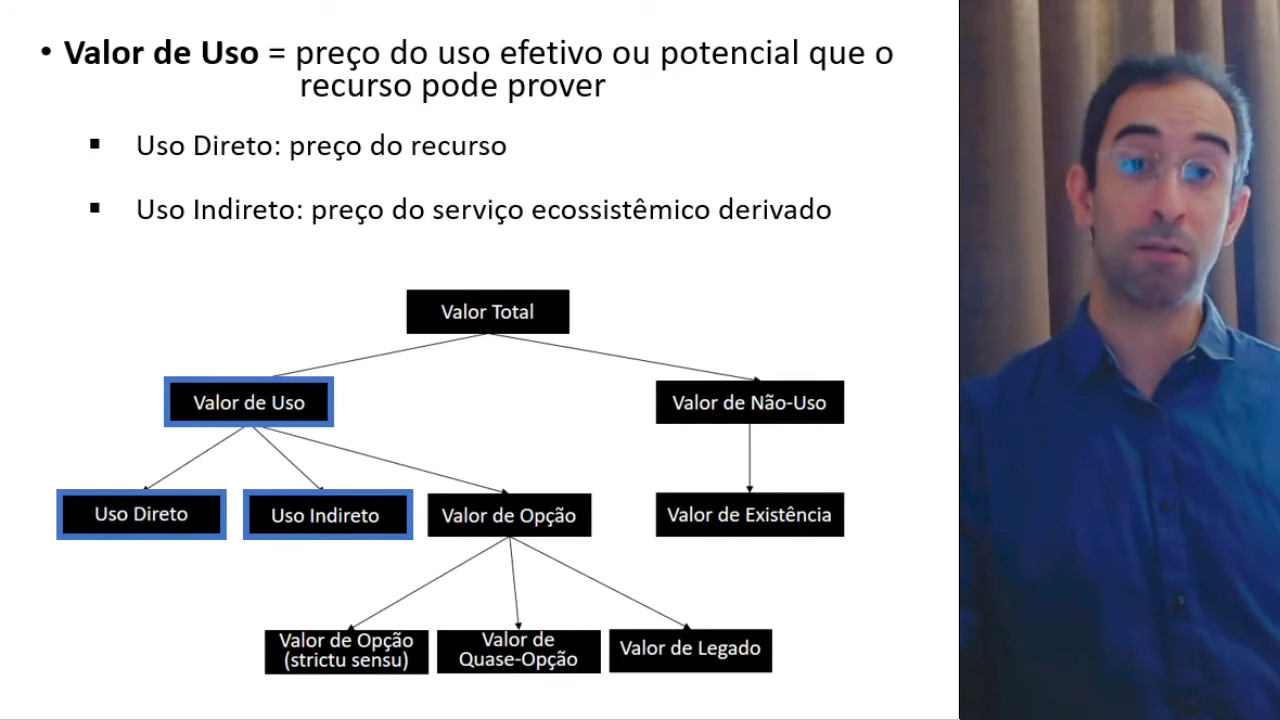 • Valor de Uso = preço do uso efetivo ou potencial que o
recurso pode prover
▪ Uso Direto: preço do recurso
▪ Uso Indireto: preço do serviço ecossistêmico derivado
Valor Total
Valor de Uso
Valor de Não-Uso
Uso Direto
Uso Indireto
Valor de Opção
Valor de Existência
Valor de Opção
(strictu sensu)
Valor de
Quase-Opção
Valor de Legado